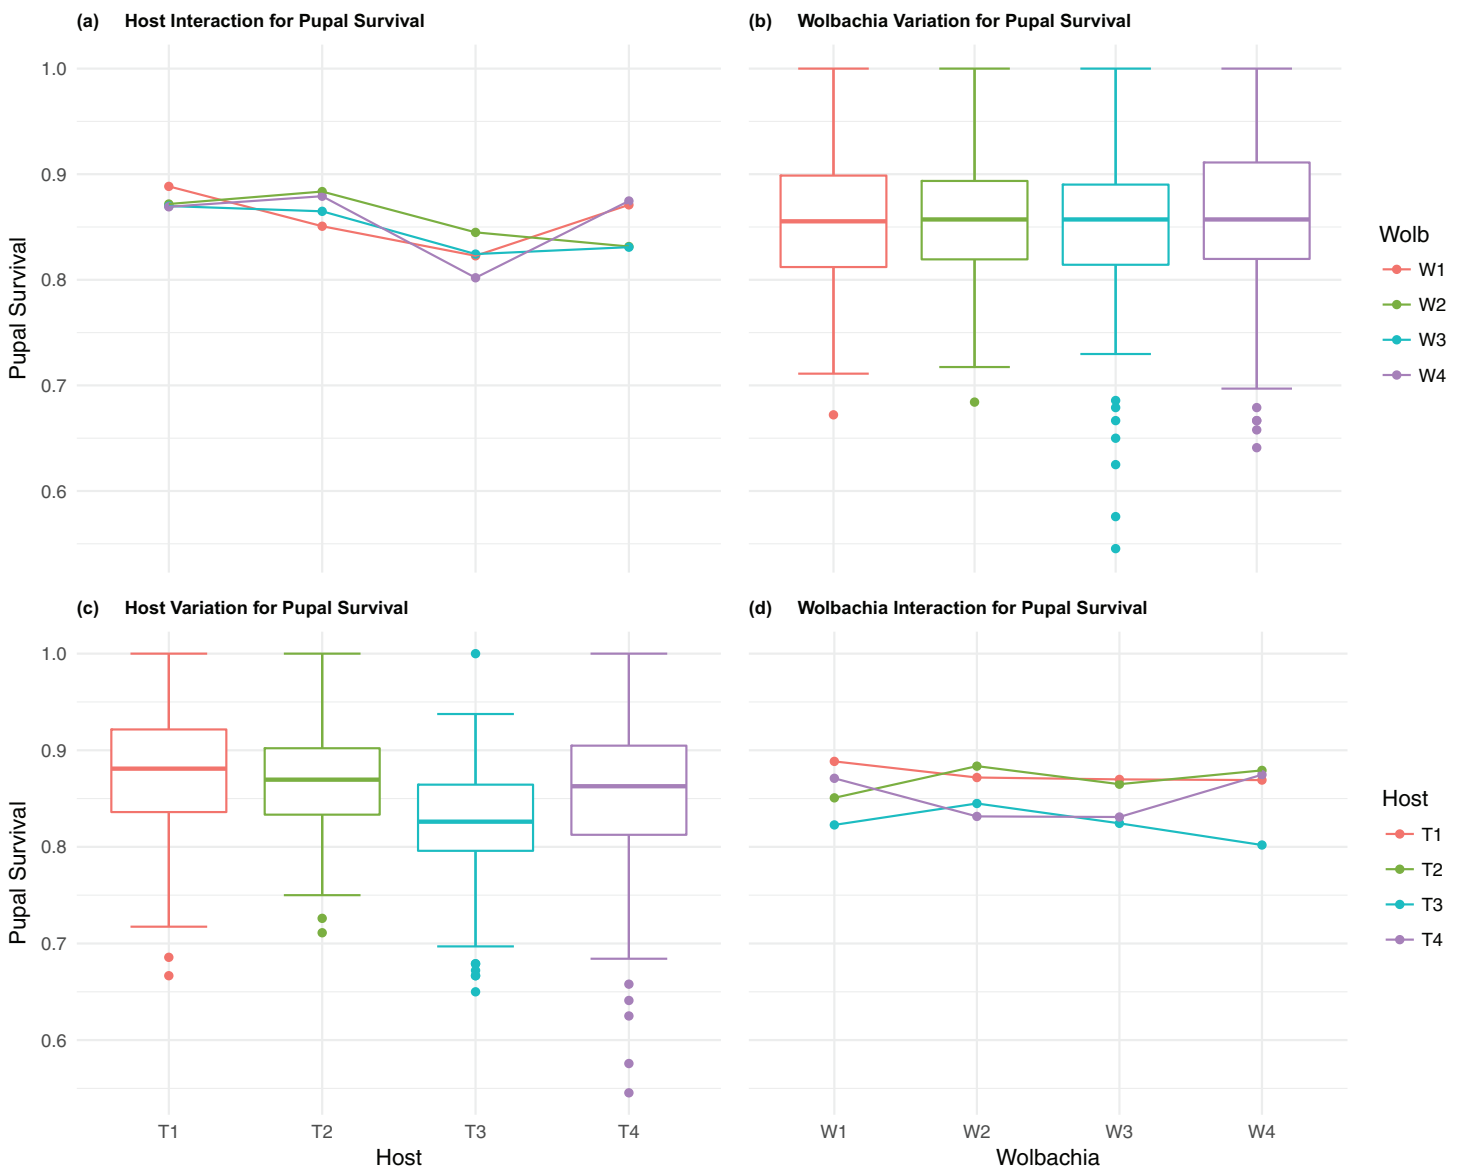 (a) Host Interaction for Pupal Survival
(b) Wolbachia Variation for Pupal Survival
1.0
0.9
0.8
0.7
0.6
Pupal Survival
Wolb
W1
W2
W3
W4
(c) Host Variation for Pupal Survival
(d) Wolbachia Interaction for Pupal Survival
1.0
0.9
0.8
0.7
0.6
Pupal Survival
Host
T1
T2
T3
T4
T1 T2 T3 T4
Host
W1 W2 W3 W4
Wolbachia